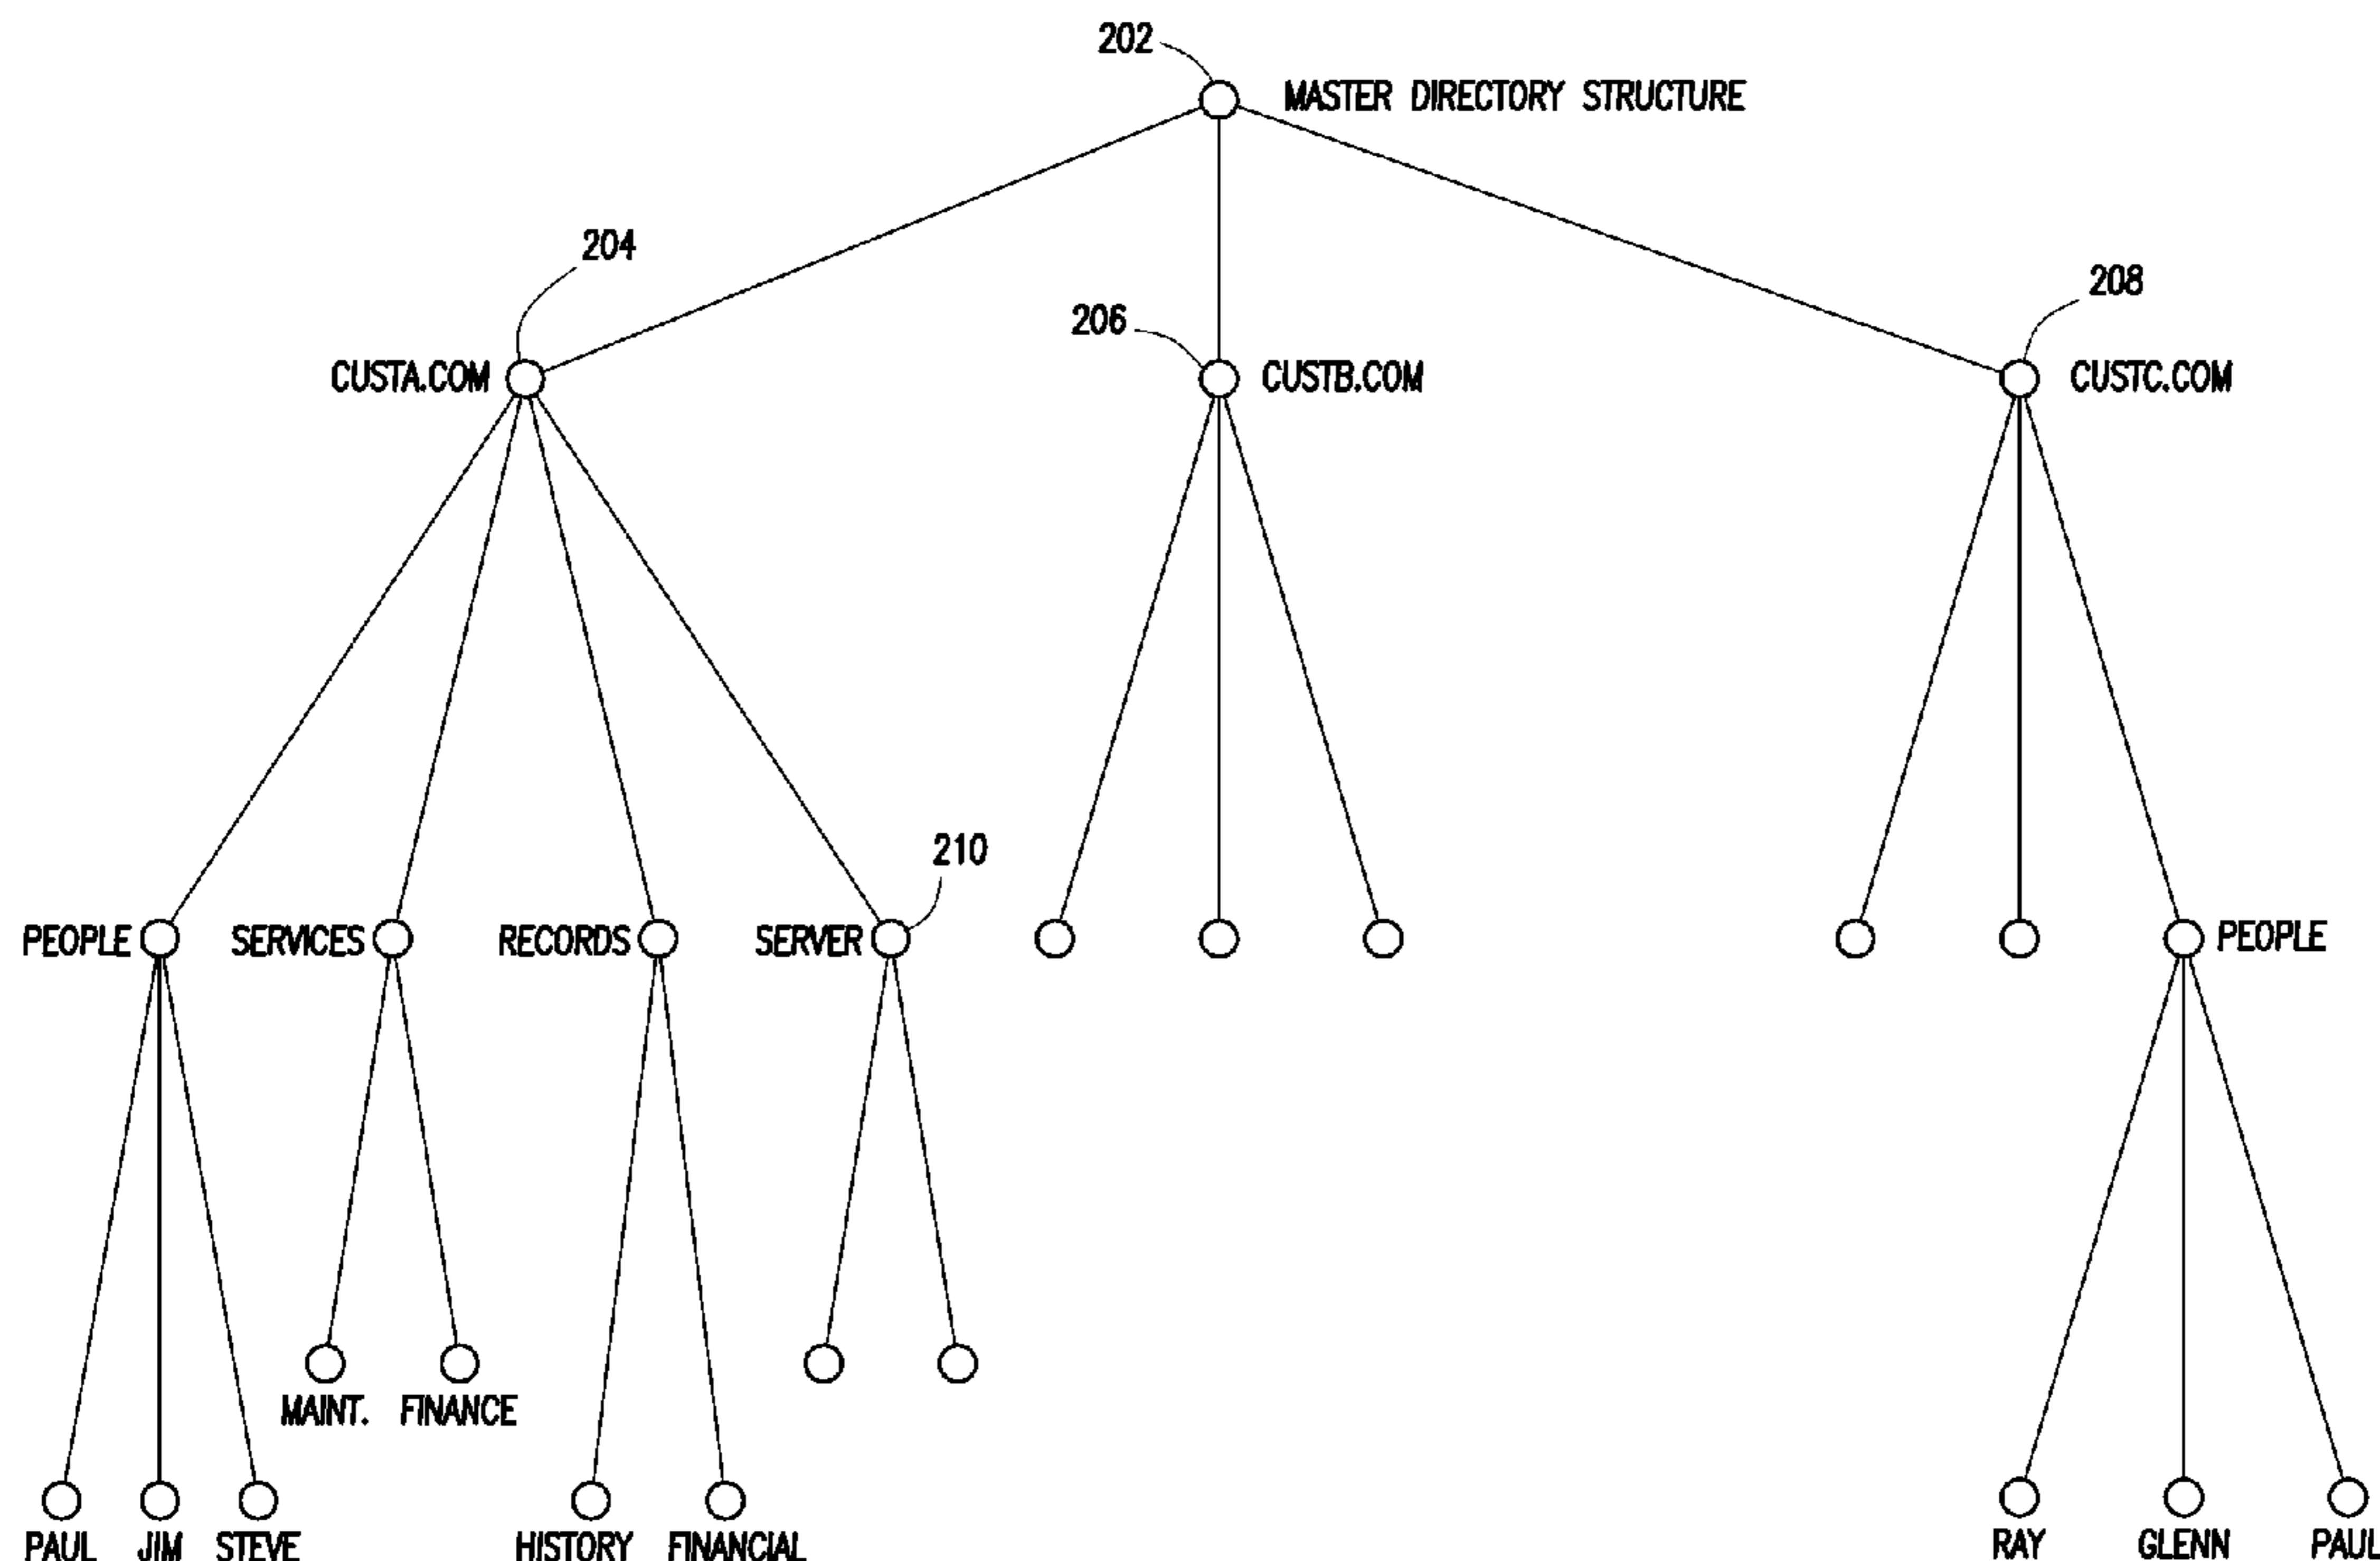 202
MASTER DIRECTORY STRUCTURE
204
208
206
CUSTA.COM
CUSTB.COM
CUSTC.COM
210
PEOPLE
SERVICES
RECORDS
SERVER
PEOPLE
MAINT.
FINANCE
PAUL
JIM
STEVE
HISTORY
FINANCIAL
RAY
GLENN
PAUL